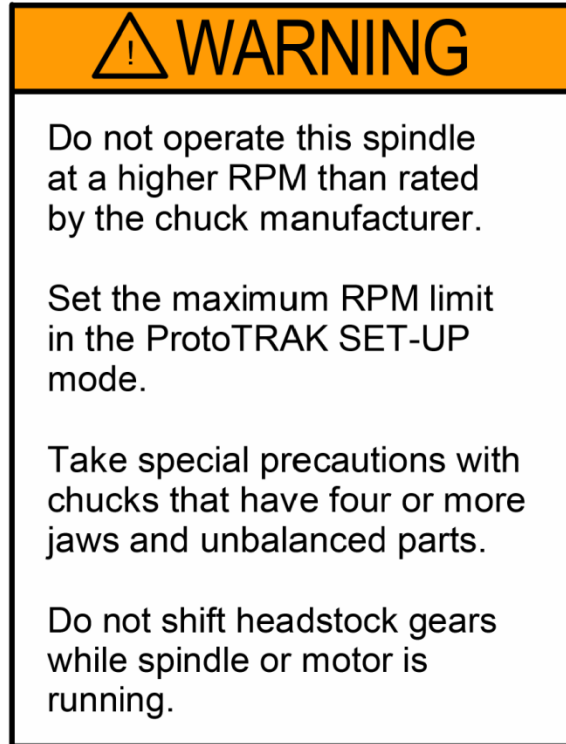 WARNING
Do not operate this spindle
at a higher RPM than rated
by the chuck manufacturer.
Set the maximum RPM limit
in the ProtoTRAK SET-UP
mode.
Take special precautions with
chucks that have four or more
jaws and unbalanced parts.
Do not shift headstock gears
while spindle or motor is
running.